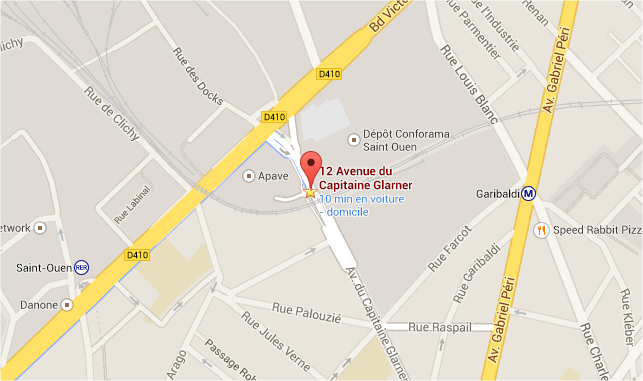 Clichy
Rue des Docks
Rue de Clichy
Bd Victo
D410
D410
D410
Renan
Rue de l'Industrie
Rue Parmentier
Rue Louis Blanc
Av. Gabriel Péri
Dépôt Conforama
Saint Ouen
Apave
12 Avenue du
Capitaine Glarner
10 min en voiture
- domicile
Garibaldi
M
Rue Labinal
etwork
Speed Rabbit Pizz
Saint-Ouen RER
Danone
Rue Farcot
Rue Garibaldi
Av. Gabriel Péri
Av. du Capitaine Glarner
Rue Palouzié
Rue Raspail
Rue Jules Verne
Passage Rob
Arago
Rue Kléber
Rue Charle